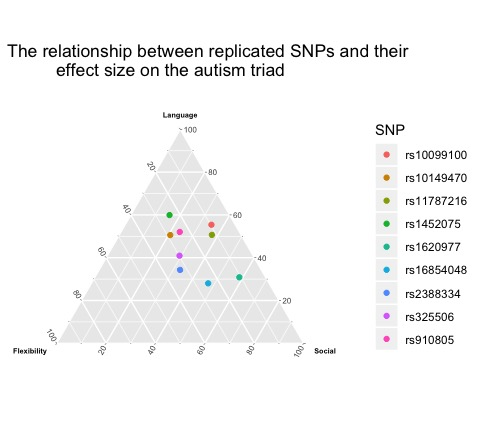 The relationship between replicated SNPs and their
effect size on the autism triad
Language
100
20
80
40
60
60
40
80
20
100
Flexibility
Social
20
40
60
80
100
SNP
rs10099100
rs10149470
rs11787216
rs1452075
rs1620977
rs16854048
rs2388334
rs325506
rs910805